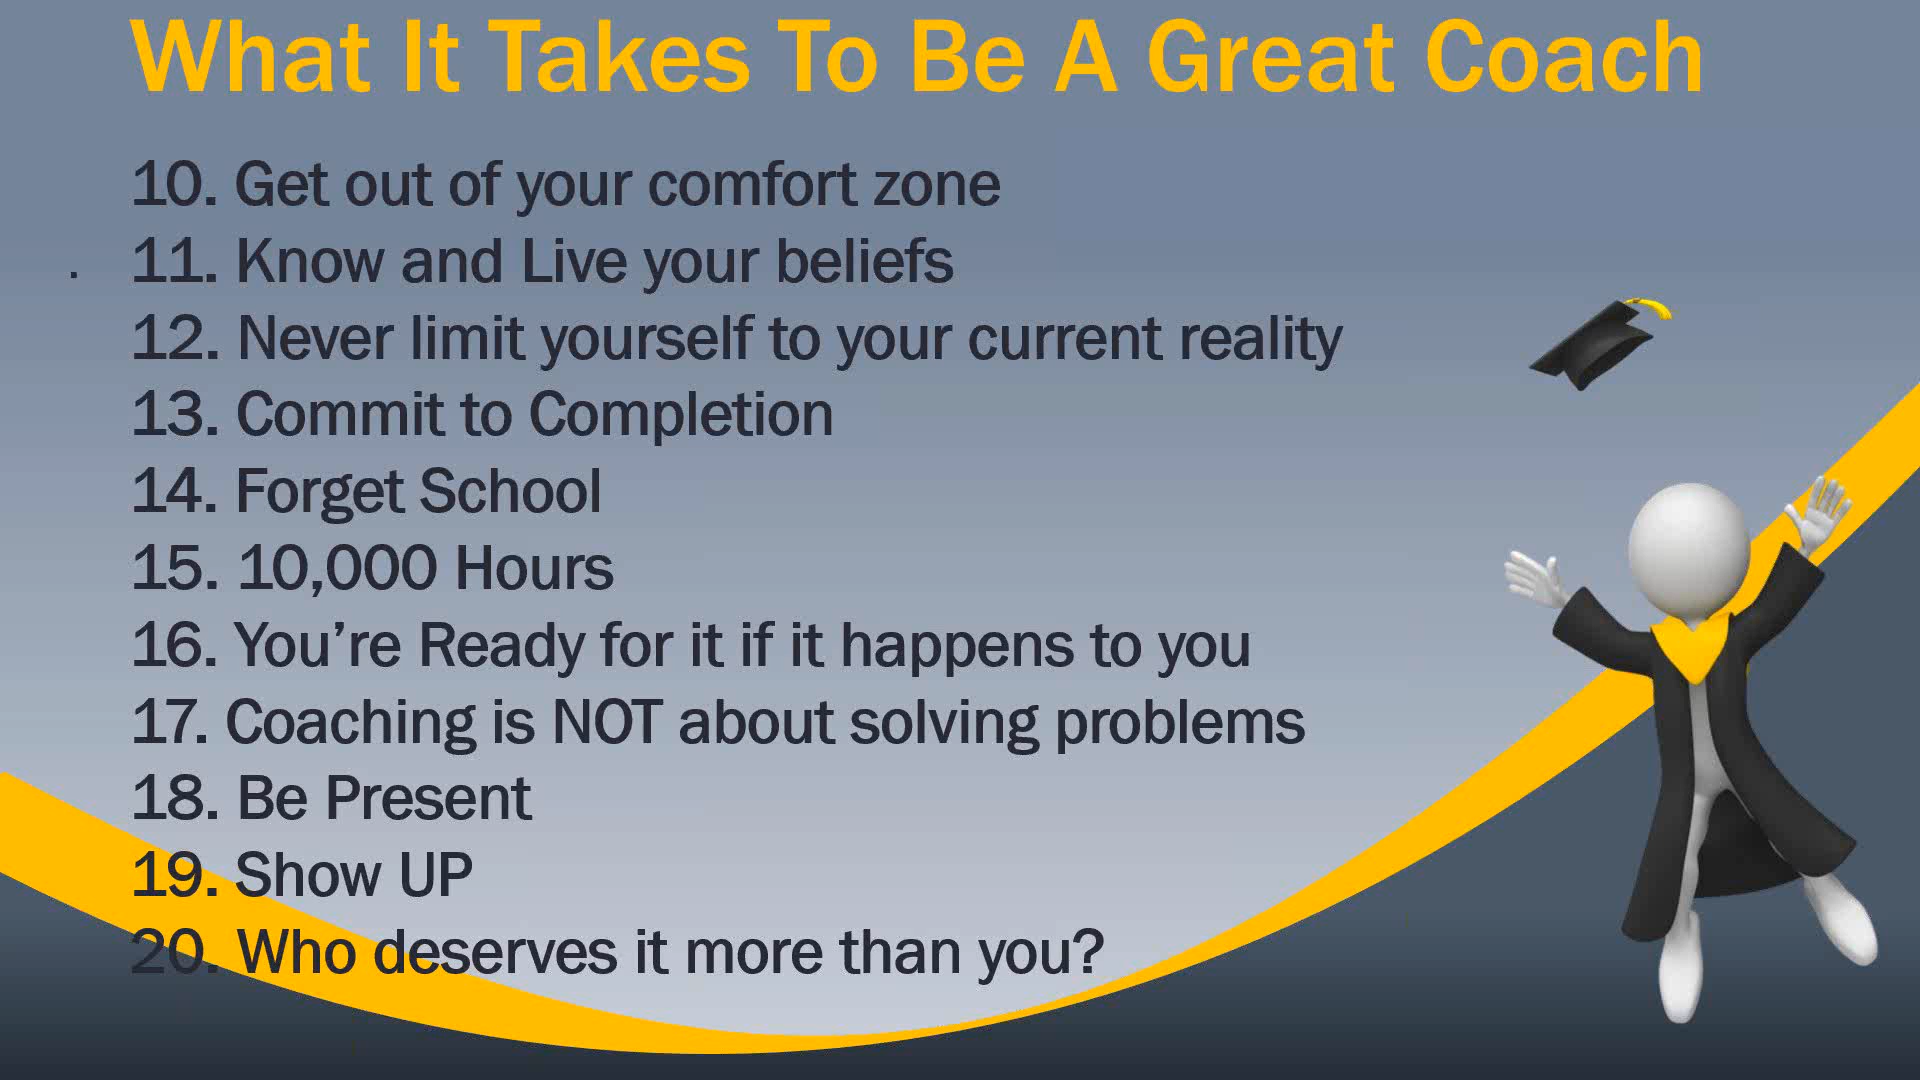 What It Takes To Be A Great Coach
10. Get out of your comfort zone
11. Know and Live your beliefs
12. Never limit yourself to your current reality
13. Commit to Completion
14. Forget School
15. 10,000 Hours
16. You’re Ready for it if it happens to you
17. Coaching is NOT about solving problems
18. Be Present
19. Show UP
20. Who deserves it more than you?